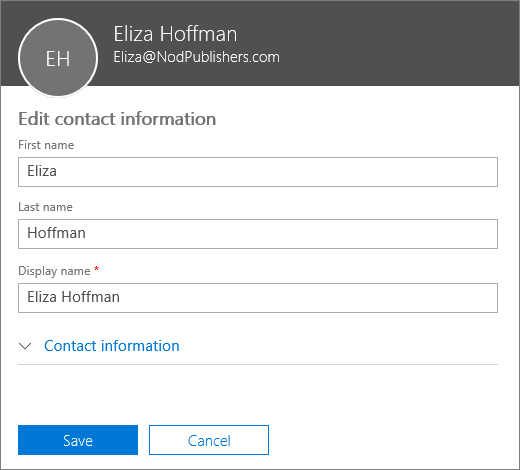 EH
Eliza Hoffman
Eliza@NodPublishers.com
Edit contact information
First name
Eliza
Last name
Hoffman
Display name *
Eliza Hoffman
Contact information
Save Cancel